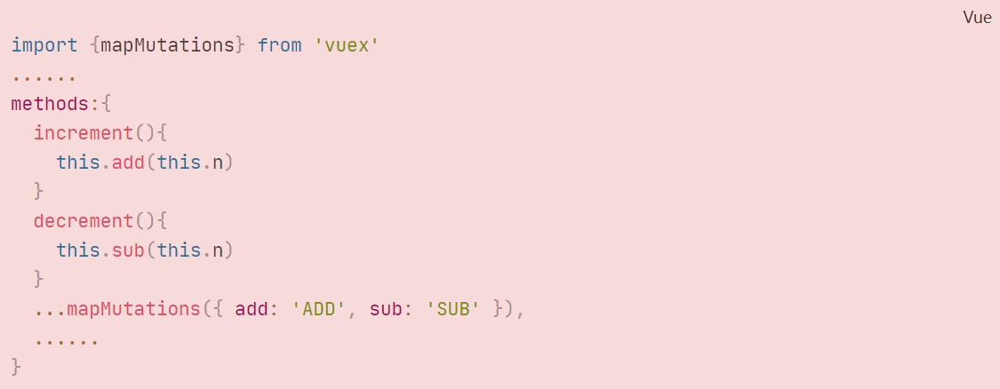 Vue
import {mapMutations} from 'vuex'
......
methods:{
  increment(){
    this.add(this.n)
  }
  decrement(){
    this.sub(this.n)
  }
  ...mapMutations({ add: 'ADD', sub: 'SUB' }),
  ......
}